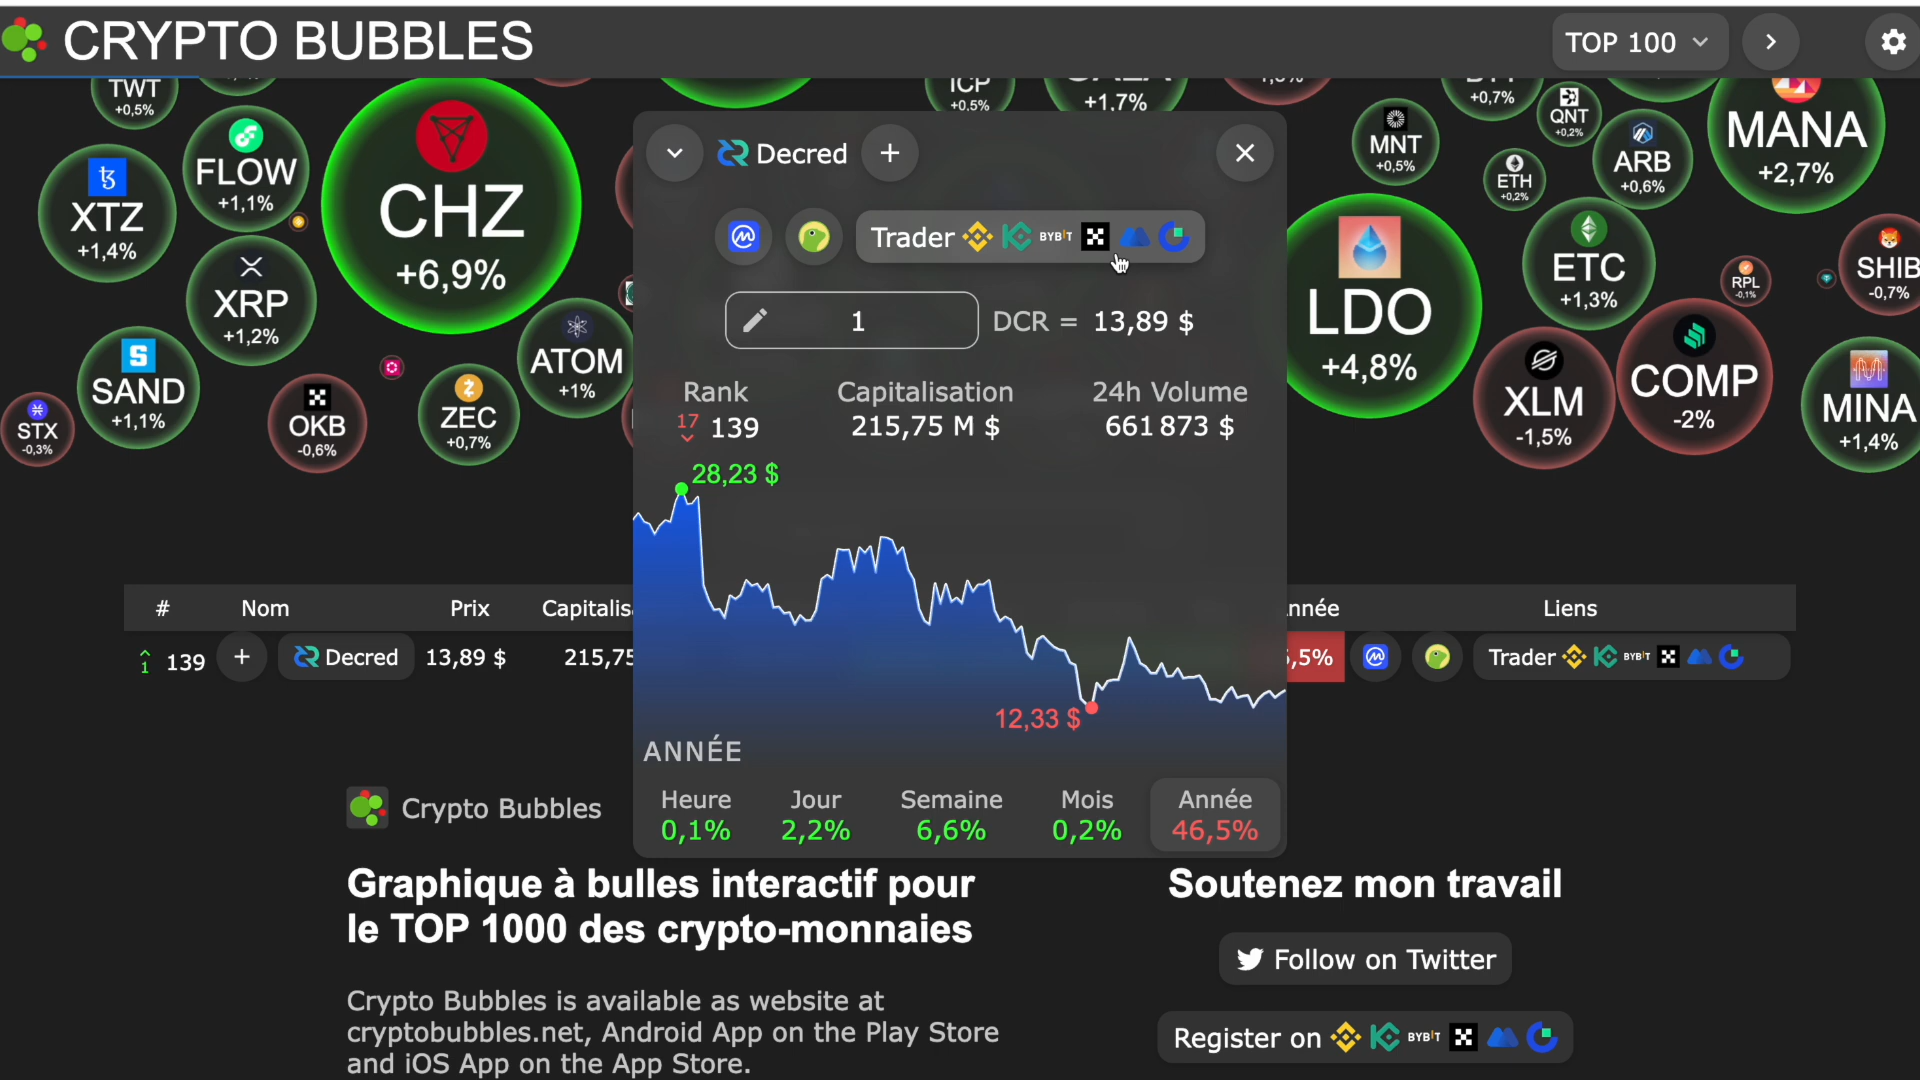 CRYPTO BUBBLES
TOP 100
TWT
+0,5%
XTZ
+1,4%
FLOW
+1,1%
CHZ
+6,9%
XRP
+1,2%
SAND
+1,1%
STX
-0,3%
OKB
-0,6%
ZEC
+0,7%
ATOM
+1%
ICP
+0,5%
+1,7%
+0,7%
MNT
+0,5%
QNT
+0,2%
ETH
+0,2%
ARB
+0,6%
MANA
+2,7%
LDO
+4,8%
ETC
+1,3%
RPL
-0,1%
SHIB
-0,7%
XLM
-1,5%
COMP
-2%
MINA
+1,4%
Decred
Trader BYBIT
1 DCR = 13,89 $
Rank Capitalisation 24h Volume
17 139 215,75 M $ 661 873 $
28,23 $
12,33 $
ANNÉE
Heure Jour Semaine Mois Année
0,1% 2,2% 6,6% 0,2% 46,5%
# Nom Prix Capitalis nnée Liens
1 139 Decred 13,89 $ 215,75 ,5% Trader BYBIT
Crypto Bubbles
Graphique à bulles interactif pour
le TOP 1000 des crypto-monnaies
Crypto Bubbles is available as website at
cryptobubbles.net, Android App on the Play Store
and iOS App on the App Store.
Soutenez mon travail
Follow on Twitter
Register on BYBIT